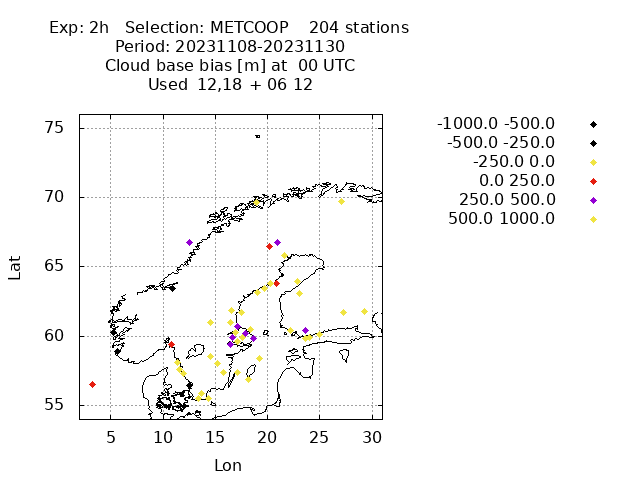 Exp: 2h   Selection: METCOOP    204 stations
Period: 20231108-20231130
Cloud base bias [m] at  00 UTC
Used 12,18 + 06 12
-1000.0 -500.0
-500.0 -250.0
-250.0 0.0
0.0 250.0
250.0 500.0
500.0 1000.0
75
70
65
60
55
Lat
5 10 15 20 25 30
Lon